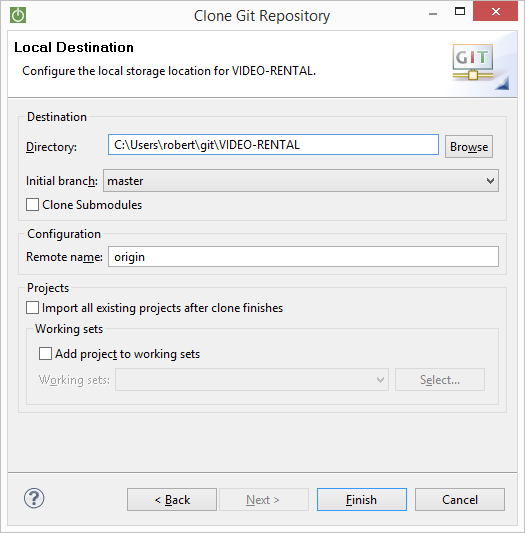 Clone Git Repository
Local Destination
Configure the local storage location for VIDEO-RENTAL.
GIT
Destination
Directory: C:\Users\robert\git\VIDEO-RENTAL Browse
Initial branch: master
Clone Submodules
Configuration
Remote name: origin
Projects
Import all existing projects after clone finishes
Working sets
Add project to working sets
Working sets: Select...
? < Back Next > Finish Cancel